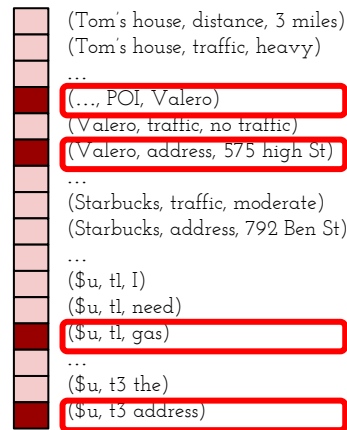 (Tom's house, distance, 3 miles)
(Tom's house, traffic, heavy)
...
(..., POI, Valero)
(Valero, traffic, no traffic)
(Valero, address, 575 high St)
...
(Starbucks, traffic, moderate)
(Starbucks, address, 792 Ben St)
...
($u, t1, I)
($u, t1, need)
($u, t1, gas)
...
($u, t3 the)
($u, t3 address)